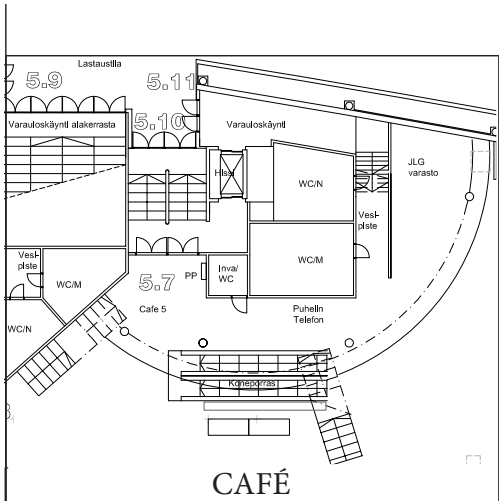 Lastaustila
5.9
5.11
Varauloskäynti alakerrasta
5.10
Varauloskäynti
Hissi
JLG
varasto
WC/N
Vesi-
piste
Vesi-
piste
WC/M
WC/M
5.7
PP
Inva/
WC
Cafe 5
Puhelin
Telefon
WC/N
Koneporras
CAFÉ